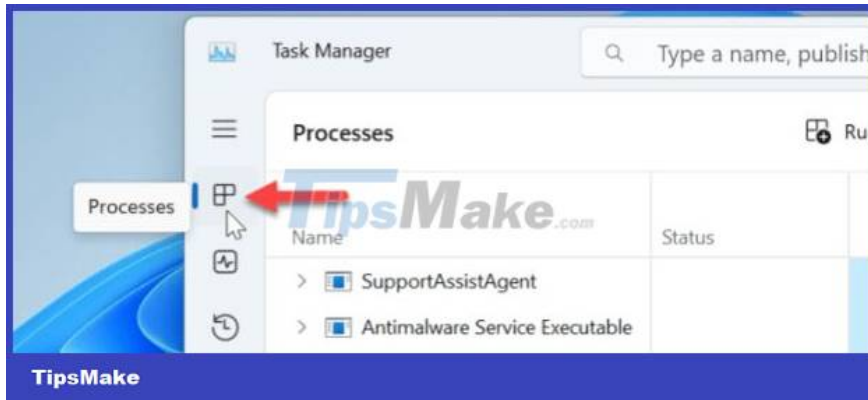 Task Manager
Type a name, publish
Processes
Ru
Processes
TipsMake.com
Name
Status
SupportAssistAgent
Antimalware Service Executable
TipsMake